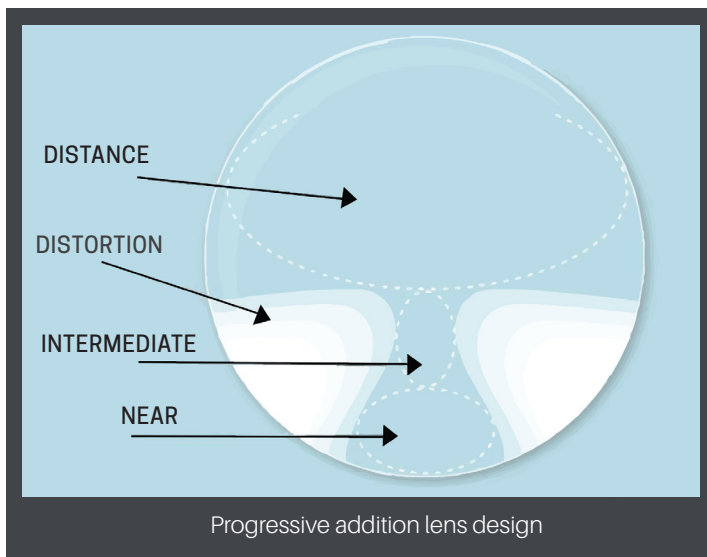 DISTANCE
DISTORTION
INTERMEDIATE
NEAR
Progressive addition lens design